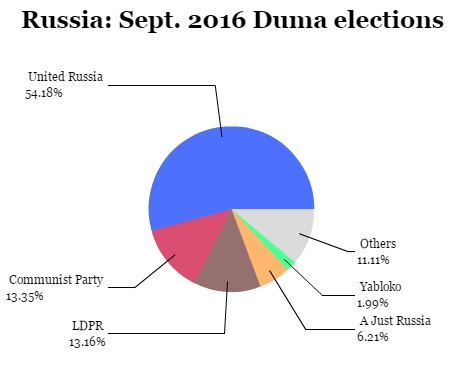 Russia: Sept. 2016 Duma elections
United Russia
54.18%
Others
11.11%
Communist Party
13.35%
Yabloko
1.99%
LDPR
13.16%
A Just Russia
6.21%